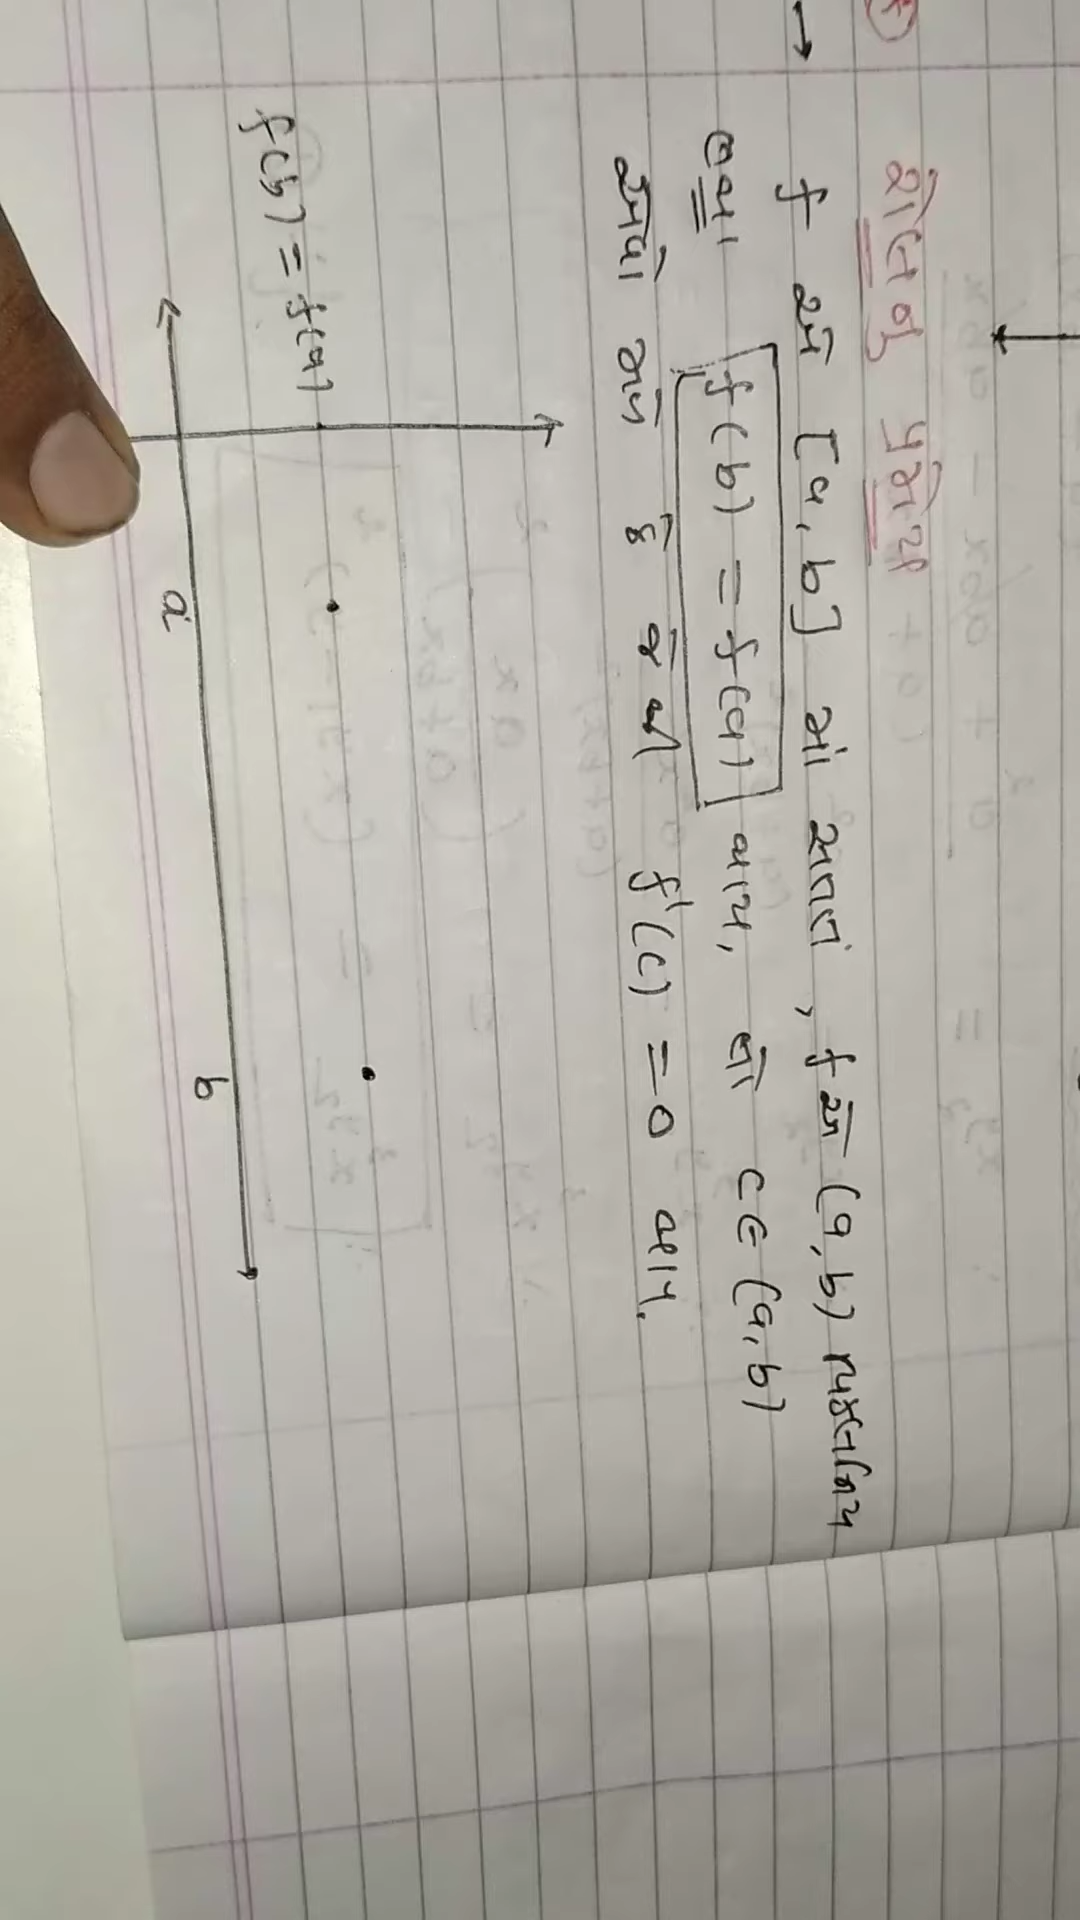 રોલનું પ્રમેય
→ f એ [a, b] માં સતત, f એ (a, b) વિકલનિય
તથા f(b) = f(a) થાય, તો c ∈ (a, b)
એવો મળે કે જેથી f'(c) = 0 થાય.
f(b) = f(a)
a b